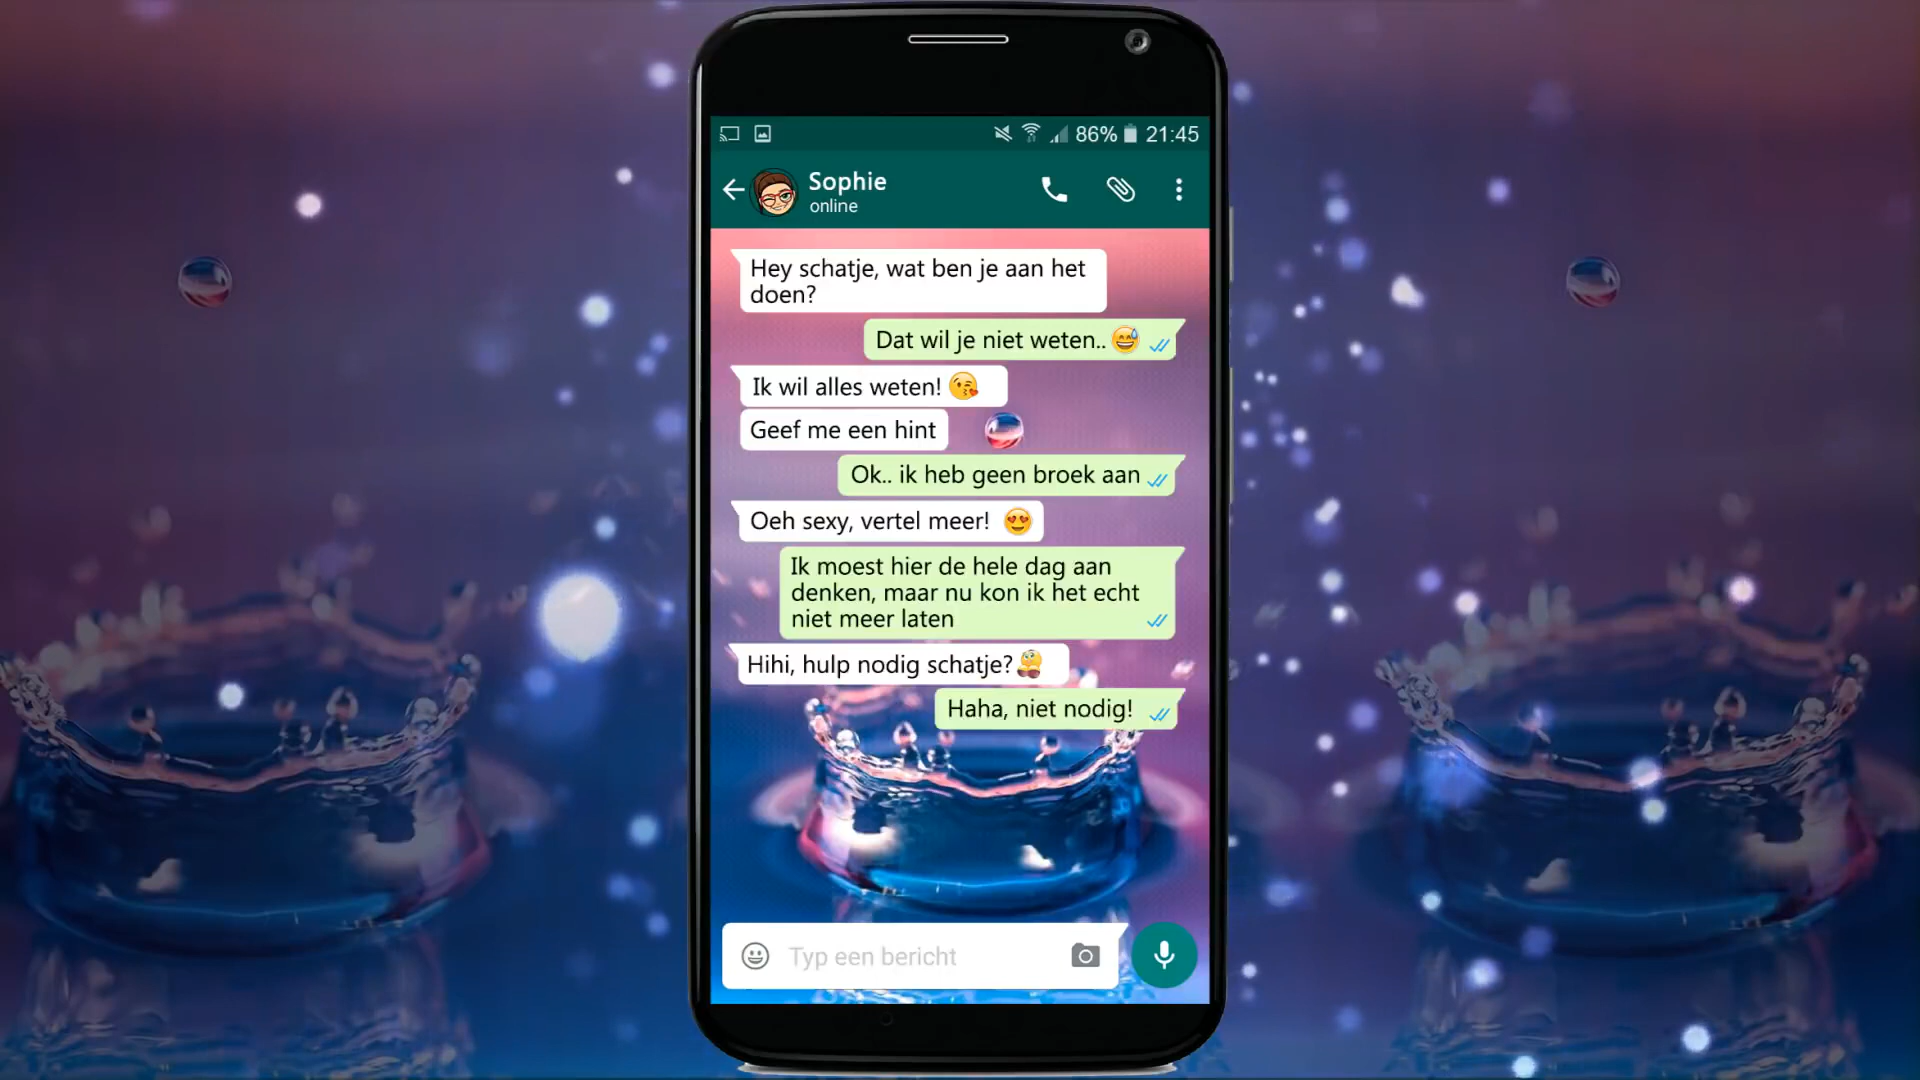 86% 21:45
Sophie
online
Hey schatje, wat ben je aan het
doen?
Dat wil je niet weten..
Ik wil alles weten!
Geef me een hint
Ok.. ik heb geen broek aan
Oeh sexy, vertel meer!
Ik moest hier de hele dag aan
denken, maar nu kon ik het echt
niet meer laten
Hihi, hulp nodig schatje?
Haha, niet nodig!
Typ een bericht